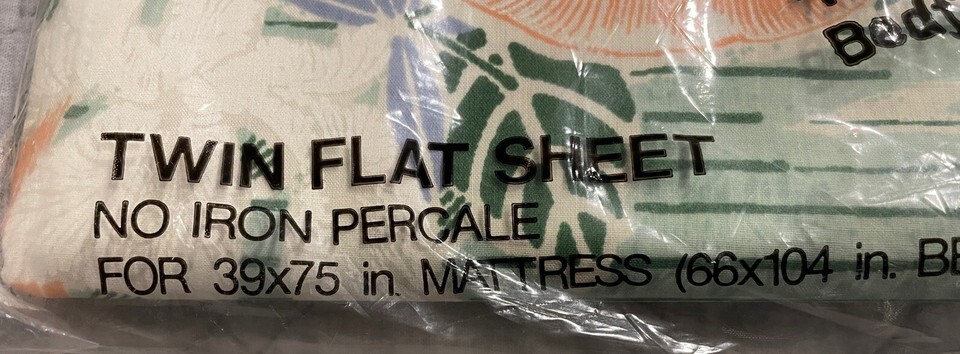 TWIN FLAT SHEET
NO IRON PERCALE
FOR 39x75 in. MATTRESS (66x104 in.